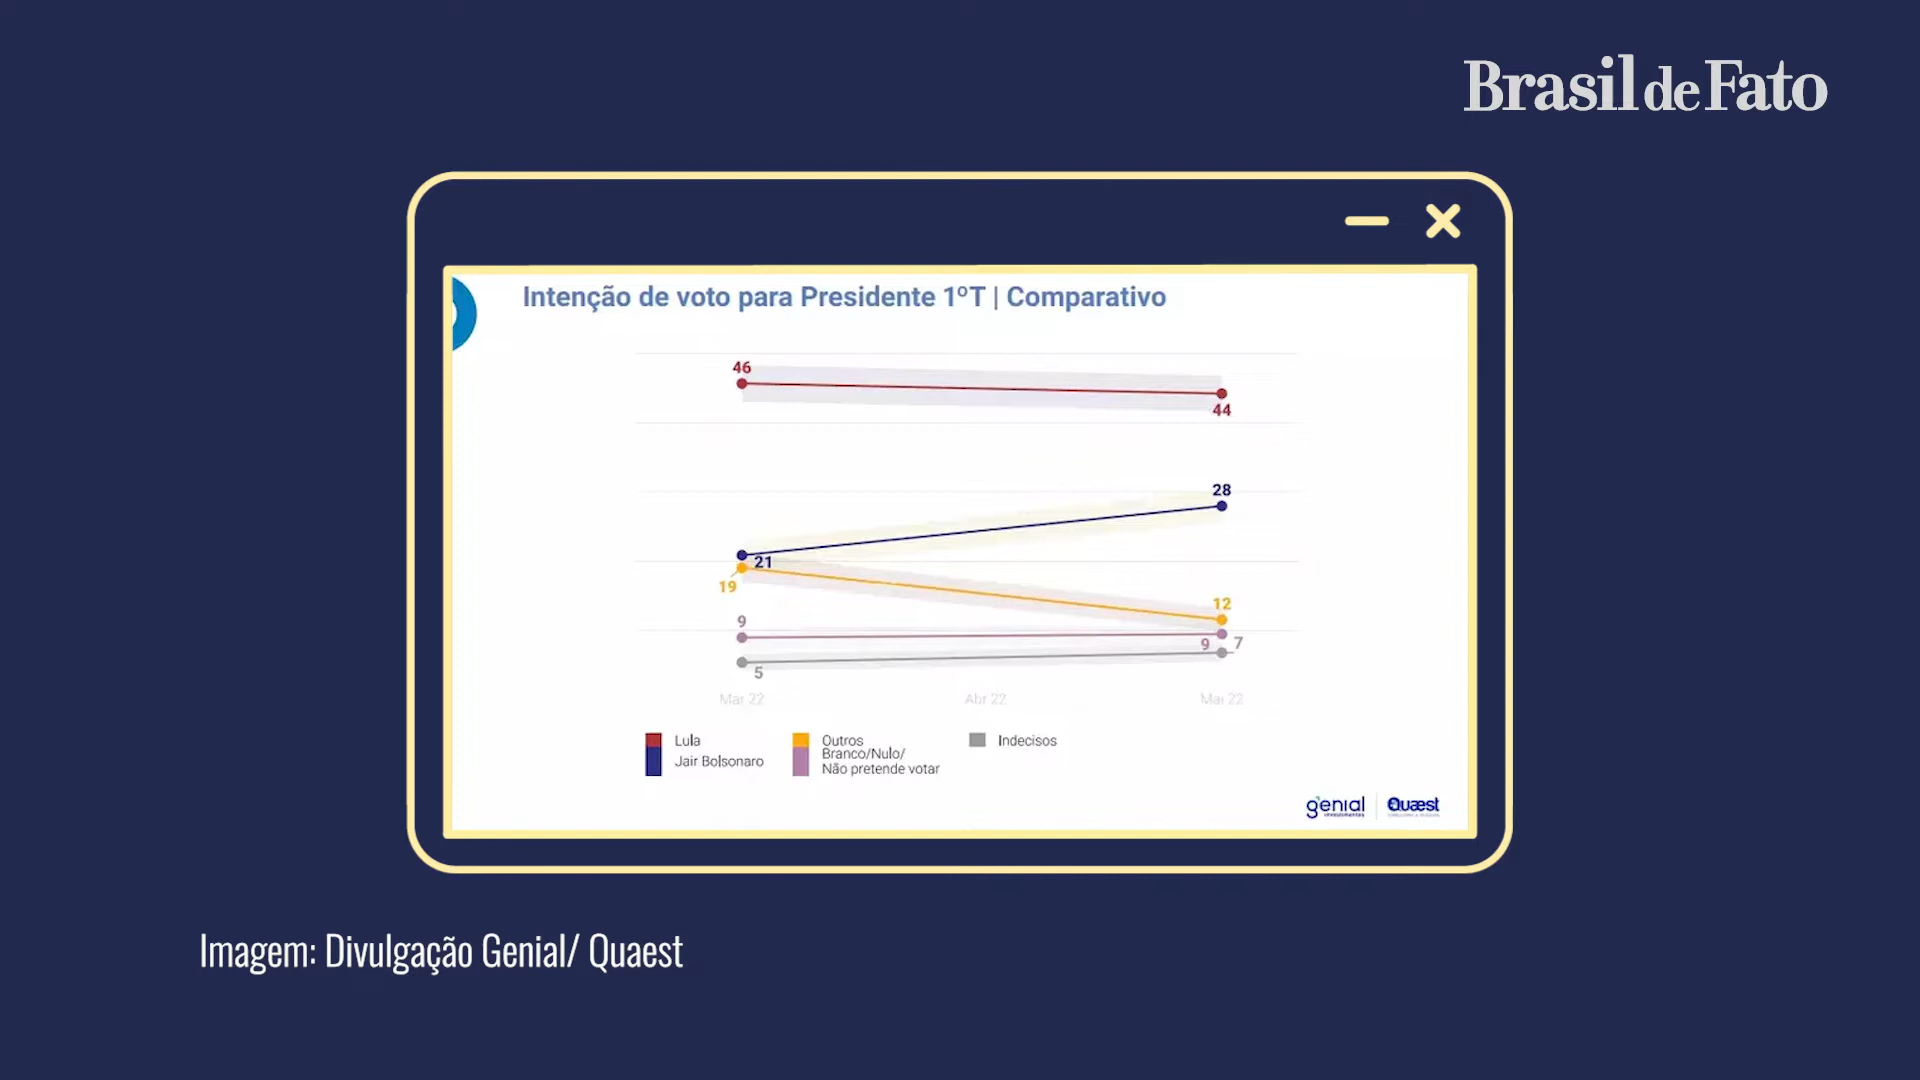 Brasil de Fato
Intenção de voto para Presidente 1ºT | Comparativo
46
44
28
21
19
12
9
9
7
5
Mar 22
Abr 22
Mai 22
Lula
Jair Bolsonaro
Outros
Branco/Nulo/
Não pretende votar
Indecisos
genial
investimentos
Quæst
Imagem: Divulgação Genial/ Quaest